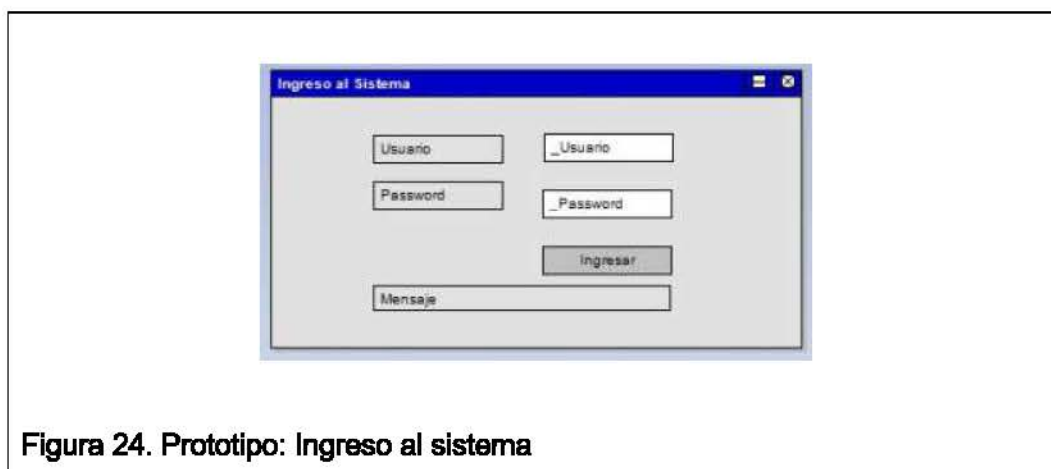 Ingreso al Sistema
Usuario
_Usuario
Password
_Password
Ingresar
Mensaje
Figura 24. Prototipo: Ingreso al sistema